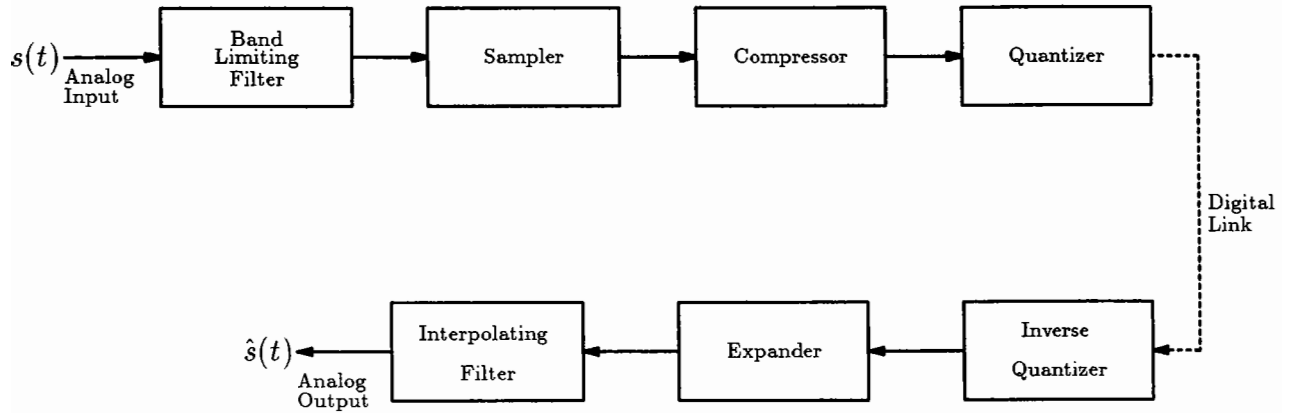 s(t)
Analog
Input
Band
Limiting
Filter
Sampler
Compressor
Quantizer
Digital
Link
Inverse
Quantizer
Expander
Interpolating
Filter
ŝ(t)
Analog
Output